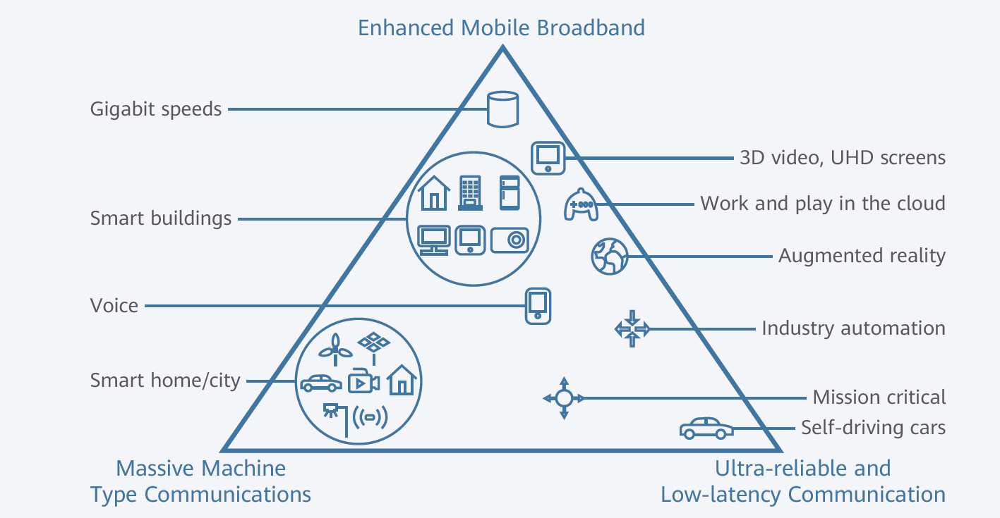 Enhanced Mobile Broadband
Gigabit speeds
3D video, UHD screens
Work and play in the cloud
Smart buildings
Augmented reality
Voice
Industry automation
Smart home/city
Mission critical
Self-driving cars
Massive Machine
Type Communications
Ultra-reliable and
Low-latency Communication